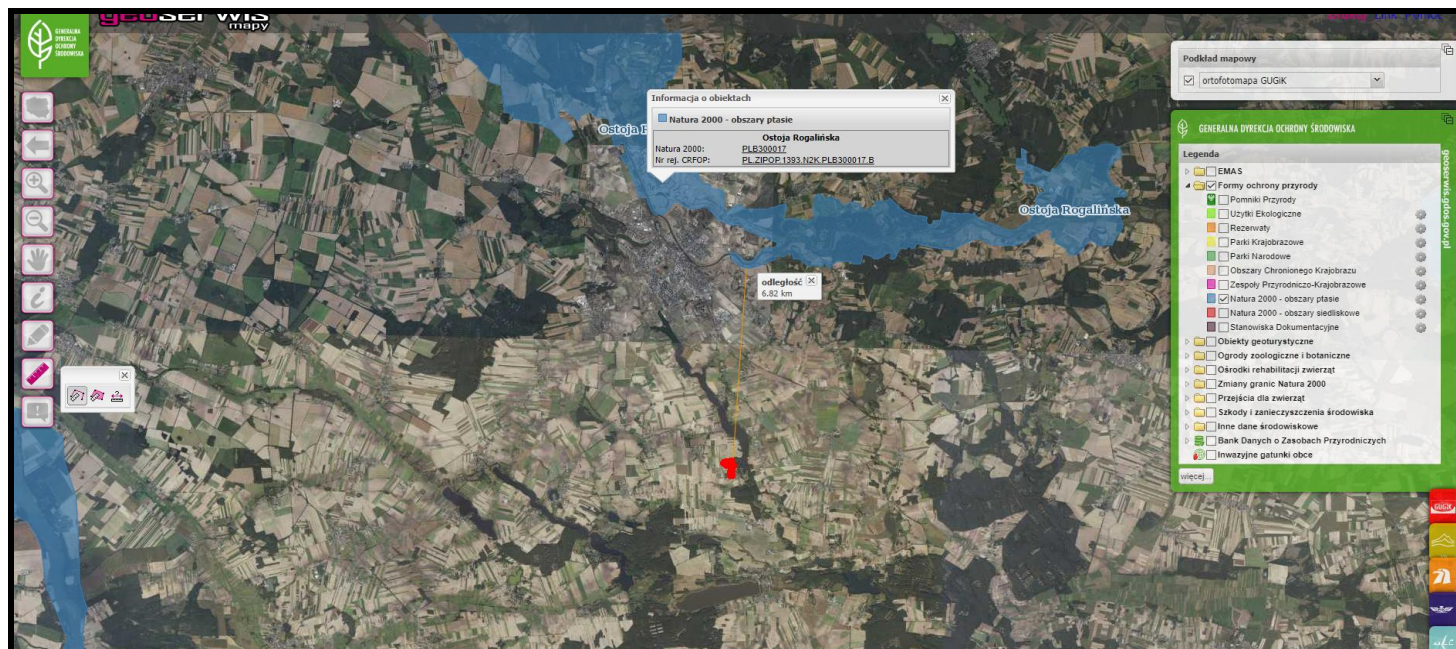 geoserwis
mapy
GENERALNA
DYREKCJA
OCHRONY
ŚRODOWISKA
Pomoc
Podkład mapowy
ortofotomapa GUGiK
Informacja o obiektach
Natura 2000 - obszary ptasie
Ostoja Rogalińska
Natura 2000: PLB300017
Nr rej. CRFOP: PL.ZIPOP.1393.N2K.PLB300017.B
Ostoja
Ostoja Rogalińska
odległość
6.82 km
GENERALNA DYREKCJA OCHRONY ŚRODOWISKA
Legenda
EMAS
Formy ochrony przyrody
Pomniki Przyrody
Użytki Ekologiczne
Rezerwaty
Parki Krajobrazowe
Parki Narodowe
Obszary Chronionego Krajobrazu
Zespoły Przyrodniczo-Krajobrazowe
Natura 2000 - obszary ptasie
Natura 2000 - obszary siedliskowe
Stanowiska Dokumentacyjne
Obiekty geoturystyczne
Ogrody zoologiczne i botaniczne
Ośrodki rehabilitacji zwierząt
Zmiany granic Natura 2000
Przejścia dla zwierząt
Szkody i zanieczyszczenia środowiska
Inne dane środowiskowe
Bank Danych o Zasobach Przyrodniczych
Inwazyjne gatunki obce
więcej...
geoserwis.gdos.gov.pl
GUGiK